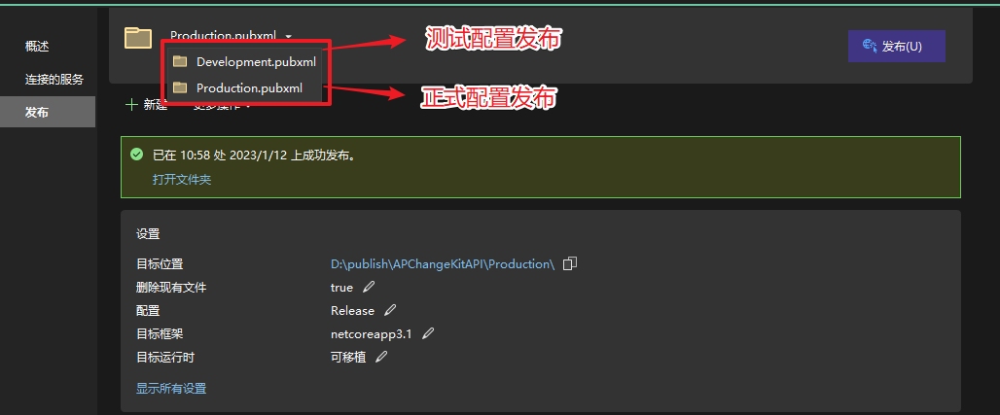 概述
连接的服务
发布
Production.pubxml
Development.pubxml
Production.pubxml
测试配置发布
正式配置发布
发布(U)
新建
更多操作
已在 10:58 处 2023/1/12 上成功发布。
打开文件夹
设置
目标位置 D:\publish\APChangeKitAPI\Production\
删除现有文件 true
配置 Release
目标框架 netcoreapp3.1
目标运行时 可移植
显示所有设置